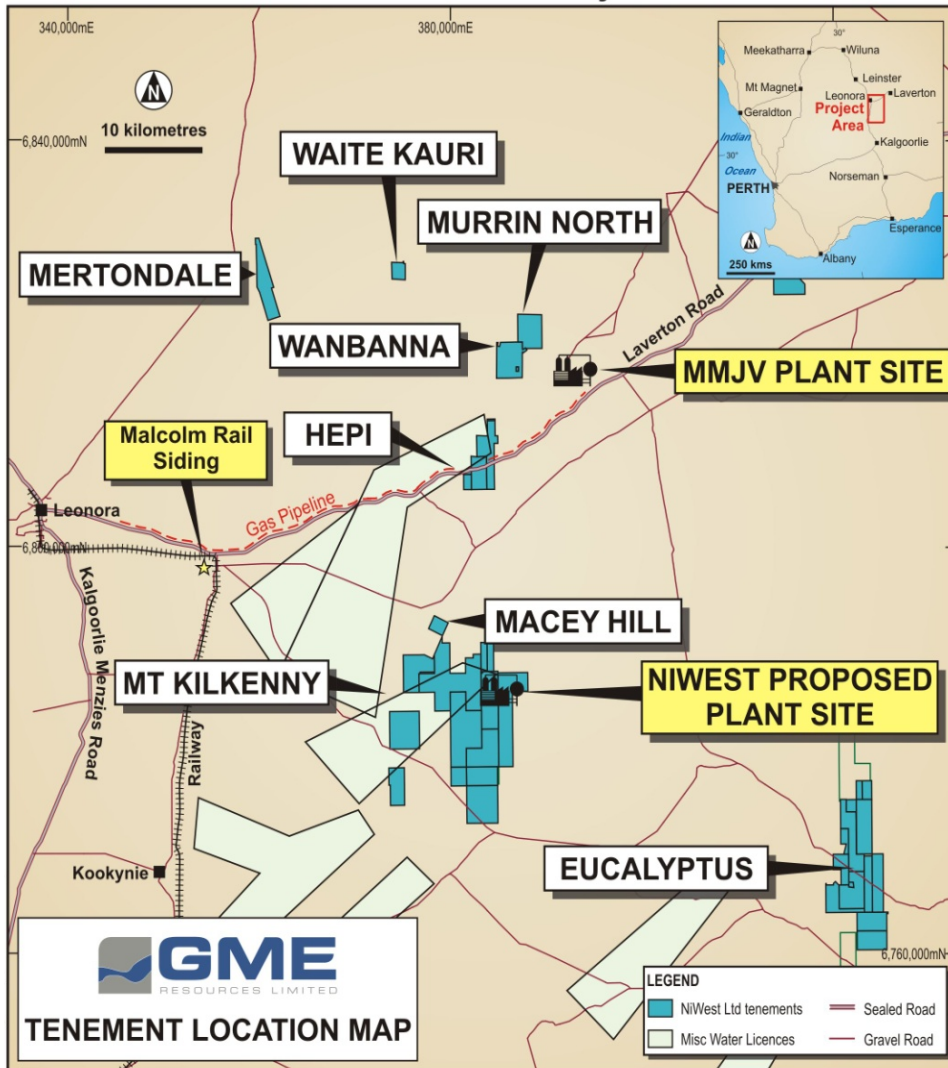 340,000mE
380,000mE
N
10 kilometres
6,840,000mN
30°
Meekatharra
Wiluna
Leinster
Mt Magnet
Leonora
Laverton
Project
Area
Geraldton
Indian
Ocean
30°
Kalgoorlie
PERTH
Norseman
Esperance
N
250 kms
Albany
WAITE KAURI
MURRIN NORTH
MERTONDALE
WANBANNA
Laverton Road
MMJV PLANT SITE
HEPI
Malcolm Rail
Siding
Gas Pipeline
Leonora
6,800,000mN
Kalgoorlie Menzies Road
MACEY HILL
MT KILKENNY
NIWEST PROPOSED
PLANT SITE
Railway
Kookynie
EUCALYPTUS
6,760,000mN
GME
RESOURCES LIMITED
TENEMENT LOCATION MAP
LEGEND
NiWest Ltd tenements
Sealed Road
Misc Water Licences
Gravel Road